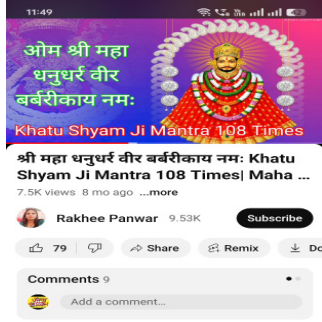 11:49
ओम श्री महा
धनुधर्र वीर
बर्बरीकाय नमः
Khatu Shyam Ji Mantra 108 Times
श्री महा धनुधर्र वीर बर्बरीकाय नमः Khatu
Shyam Ji Mantra 108 Times| Maha ...
7.5K views 8 mo ago ...more
Rakhee Panwar 9.53K Subscribe
79 Share Remix Do
Comments 9
Add a comment...